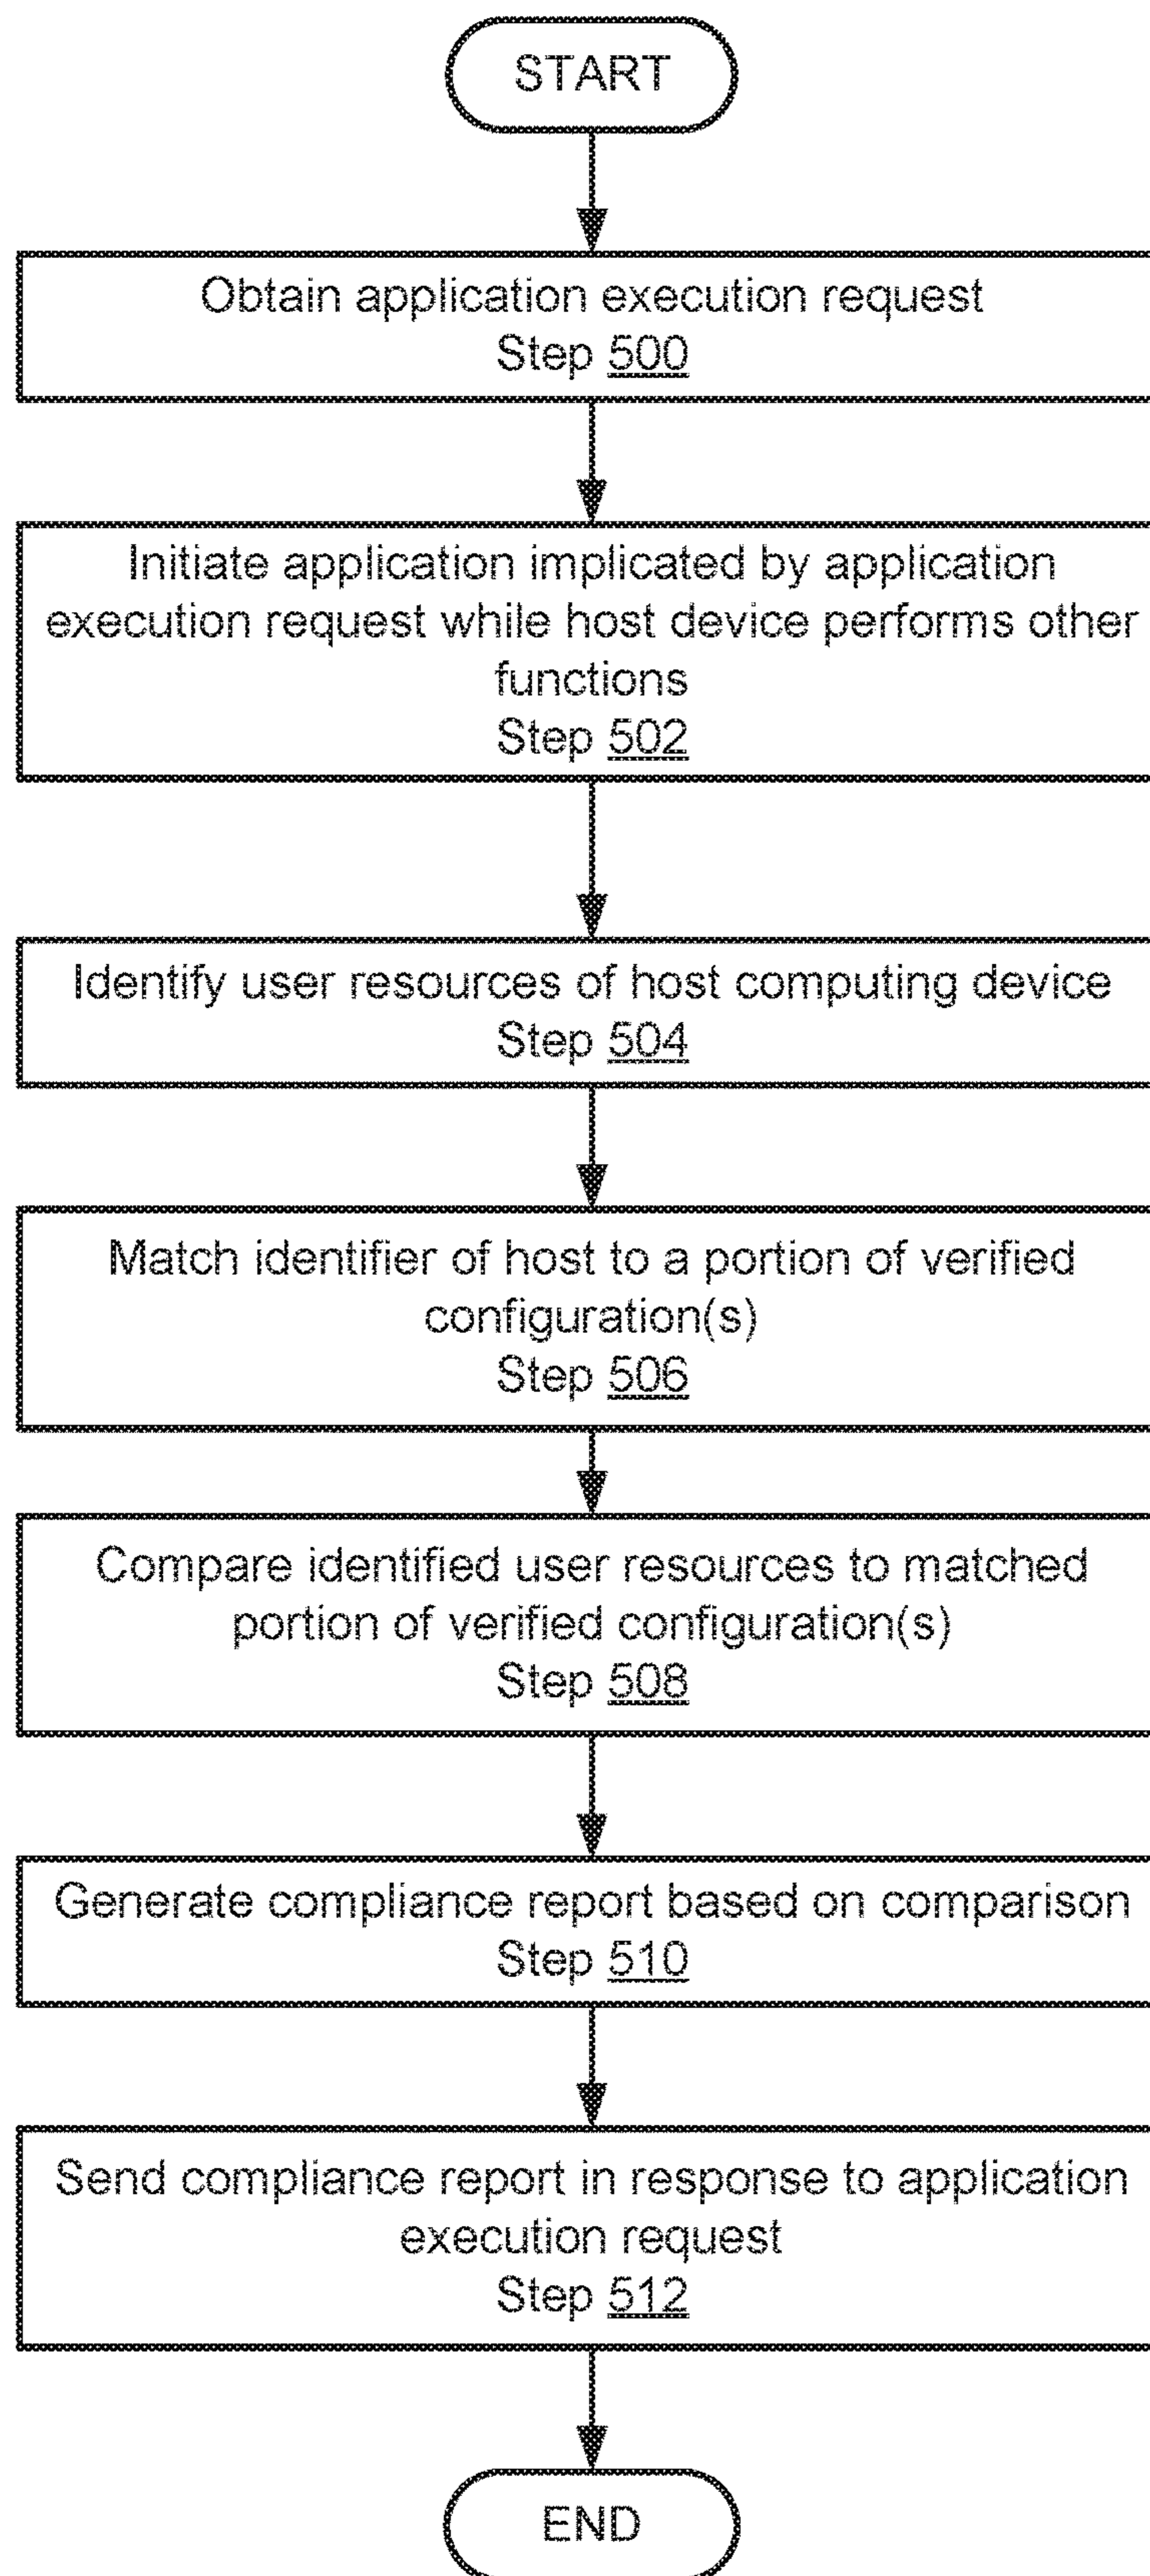 START
Obtain application execution request
Step 500
Initiate application implicated by application
execution request while host device performs other
functions
Step 502
Identify user resources of host computing device
Step 504
Match identifier of host to a portion of verified
configuration(s)
Step 506
Compare identified user resources to matched
portion of verified configuration(s)
Step 508
Generate compliance report based on comparison
Step 510
Send compliance report in response to application
execution request
Step 512
END